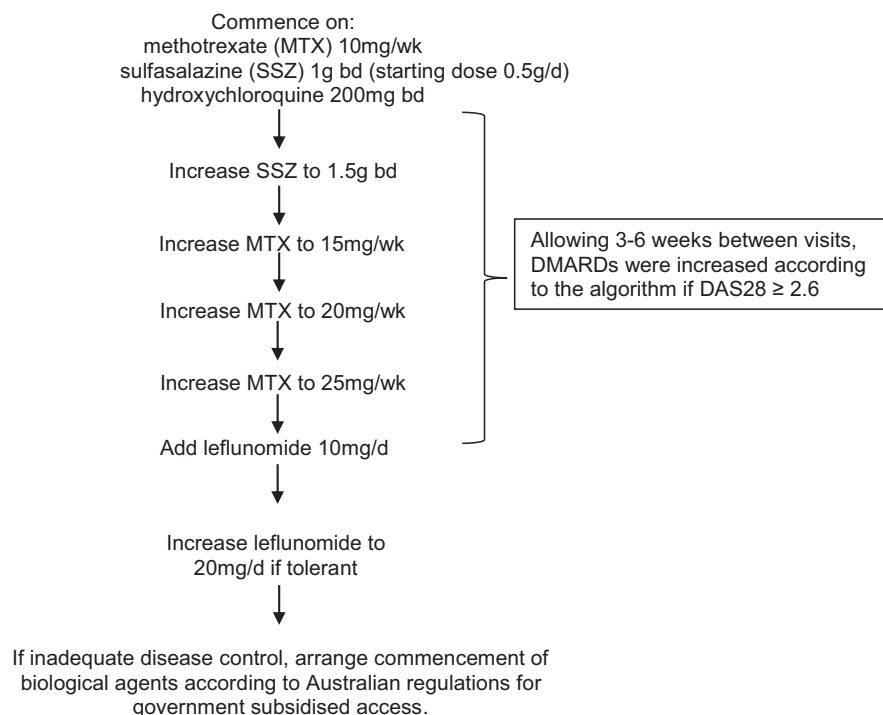 Commence on:
methotrexate (MTX) 10mg/wk
sulfasalazine (SSZ) 1g bd (starting dose 0.5g/d)
hydroxychloroquine 200mg bd
Increase SSZ to 1.5g bd
Increase MTX to 15mg/wk
Increase MTX to 20mg/wk
Increase MTX to 25mg/wk
Add leflunomide 10mg/d
Allowing 3-6 weeks between visits,
DMARDs were increased according
to the algorithm if DAS28 ≥ 2.6
Increase leflunomide to
20mg/d if tolerant
If inadequate disease control, arrange commencement of
biological agents according to Australian regulations for
government subsidised access.